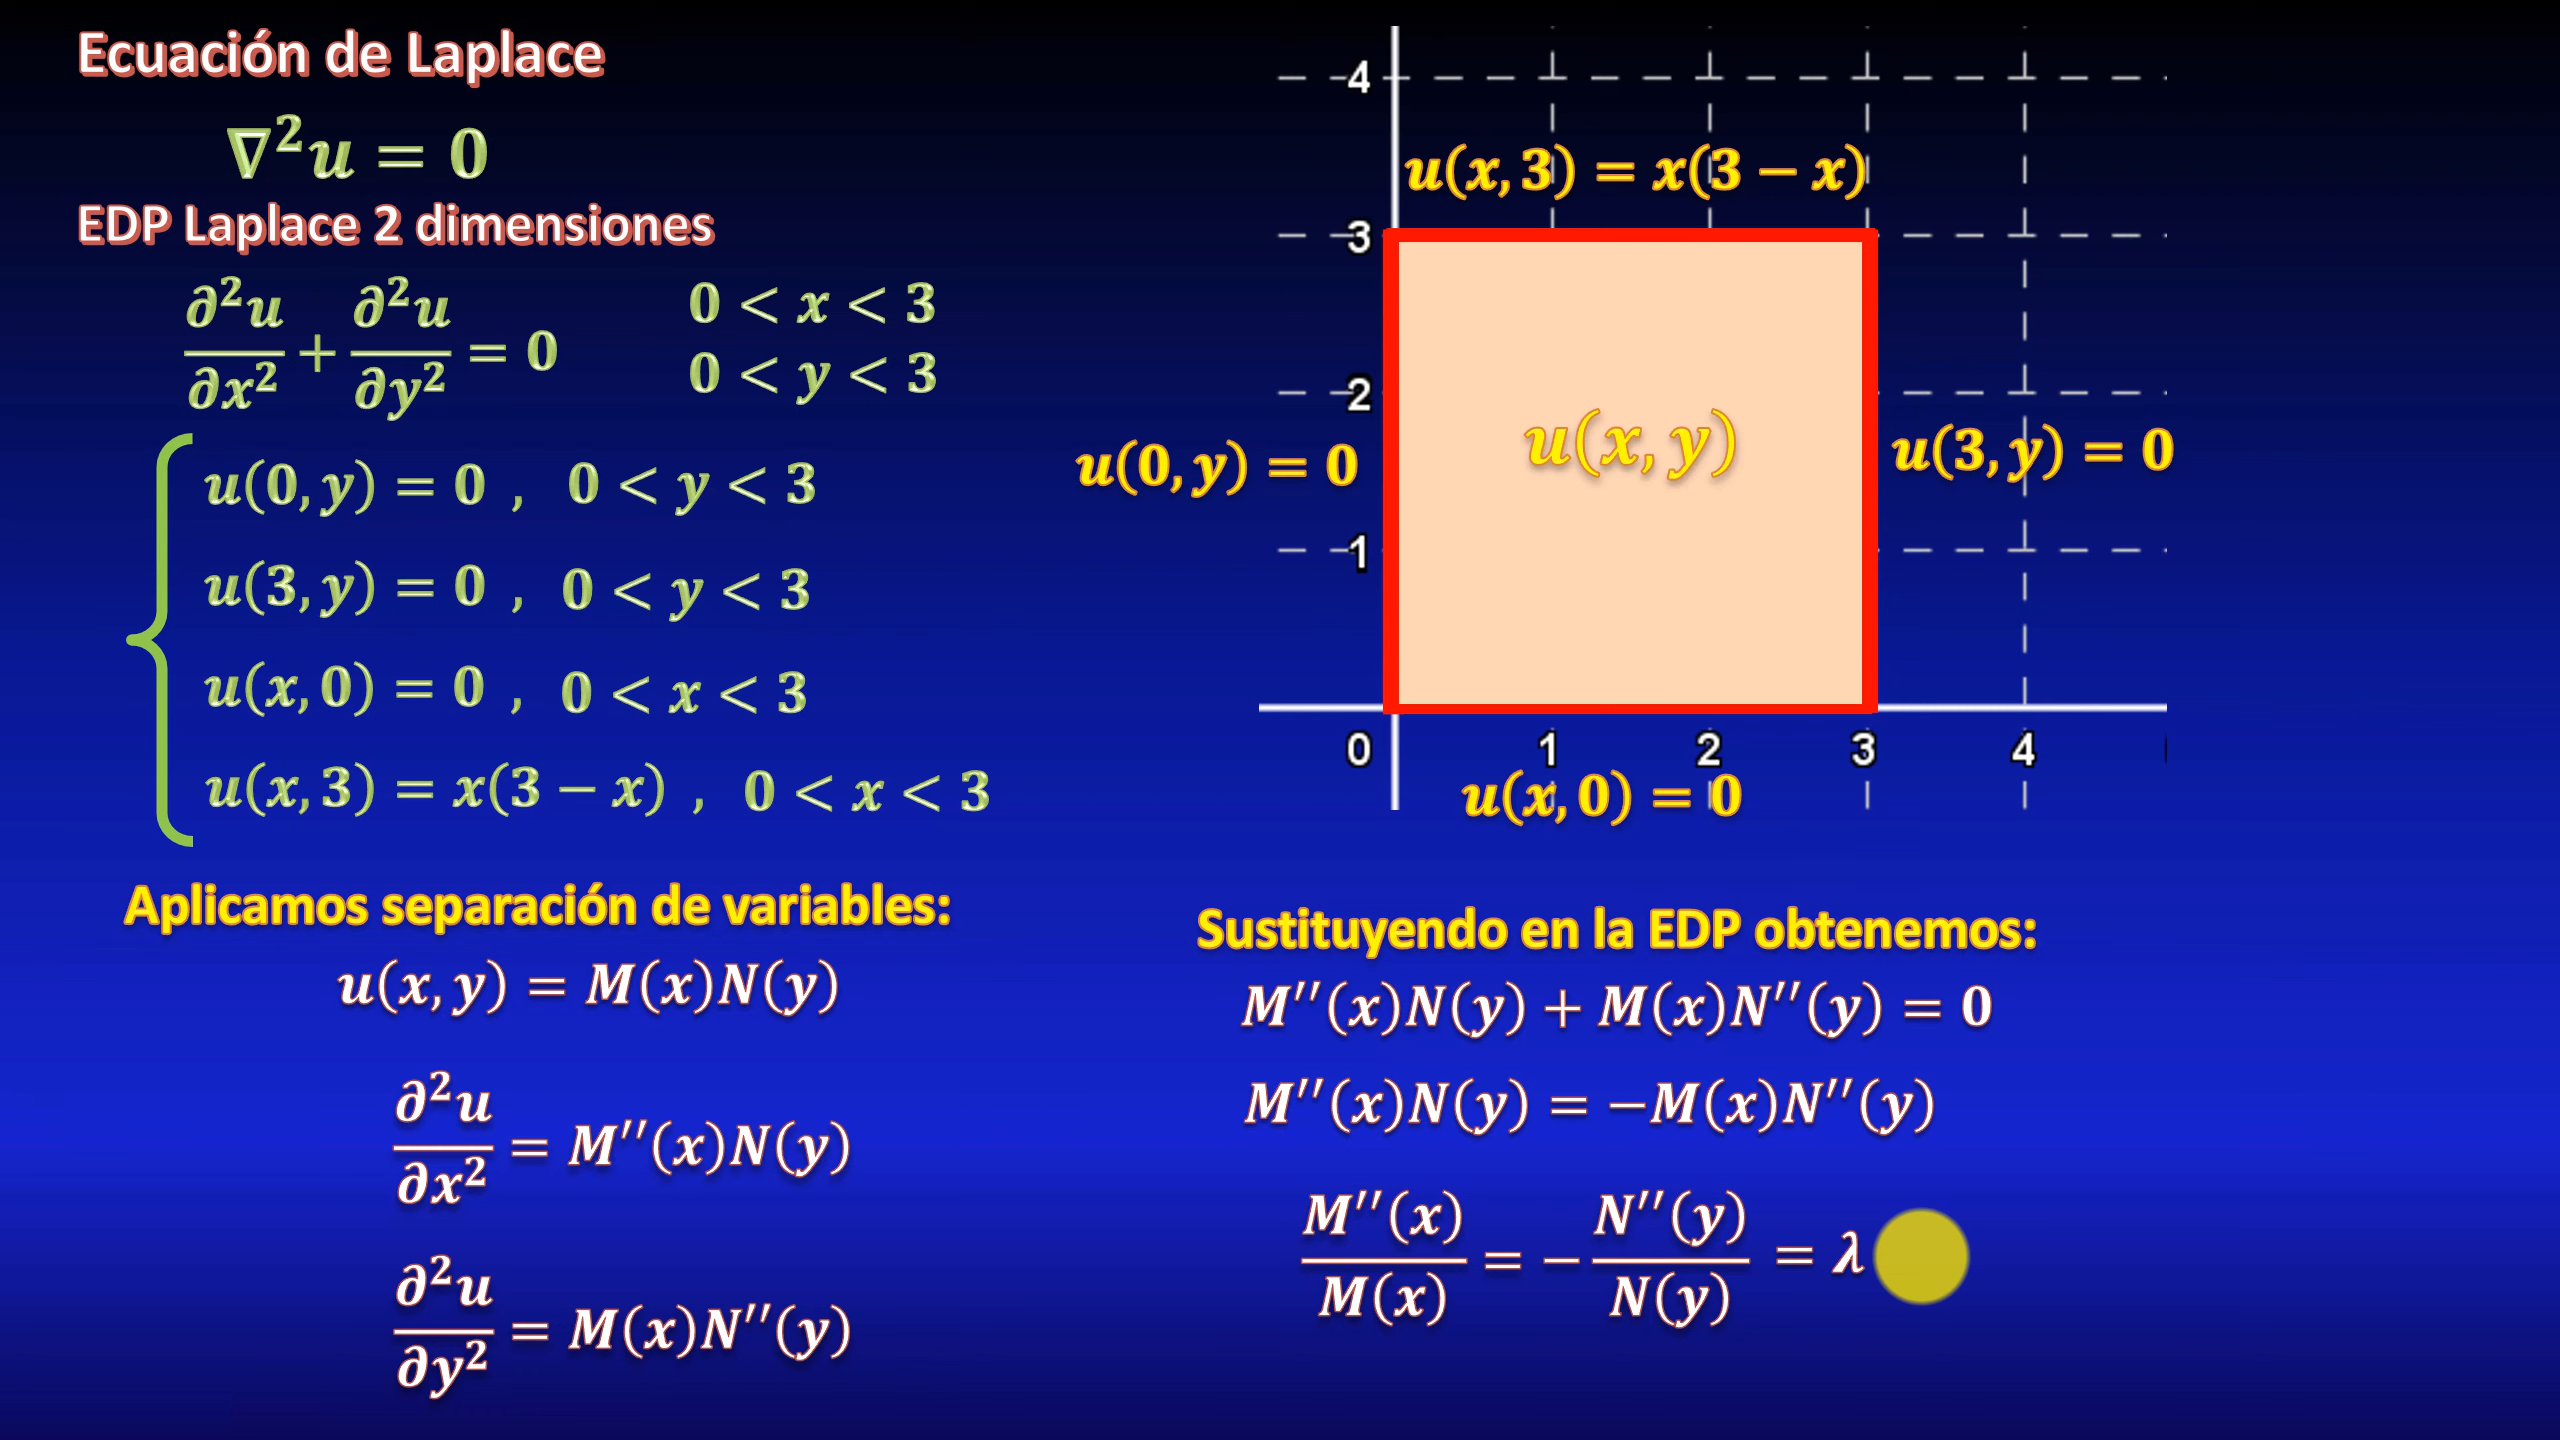 Ecuación de Laplace
∇²u = 0
EDP Laplace 2 dimensiones
∂²u/∂x² + ∂²u/∂y² = 0
0 < x < 3
0 < y < 3
u(0, y) = 0 , 0 < y < 3
u(3, y) = 0 , 0 < y < 3
u(x, 0) = 0 , 0 < x < 3
u(x, 3) = x(3 − x) , 0 < x < 3
4
u(x, 3) = x(3 − x)
3
2
u(x, y)
u(0, y) = 0
u(3, y) = 0
1
0 1 2 3 4
u(x, 0) = 0
Aplicamos separación de variables:
u(x, y) = M(x)N(y)
∂²u/∂x² = M′′(x)N(y)
∂²u/∂y² = M(x)N′′(y)
Sustituyendo en la EDP obtenemos:
M′′(x)N(y) + M(x)N′′(y) = 0
M′′(x)N(y) = −M(x)N′′(y)
M′′(x)/M(x) = − N′′(y)/N(y) = λ